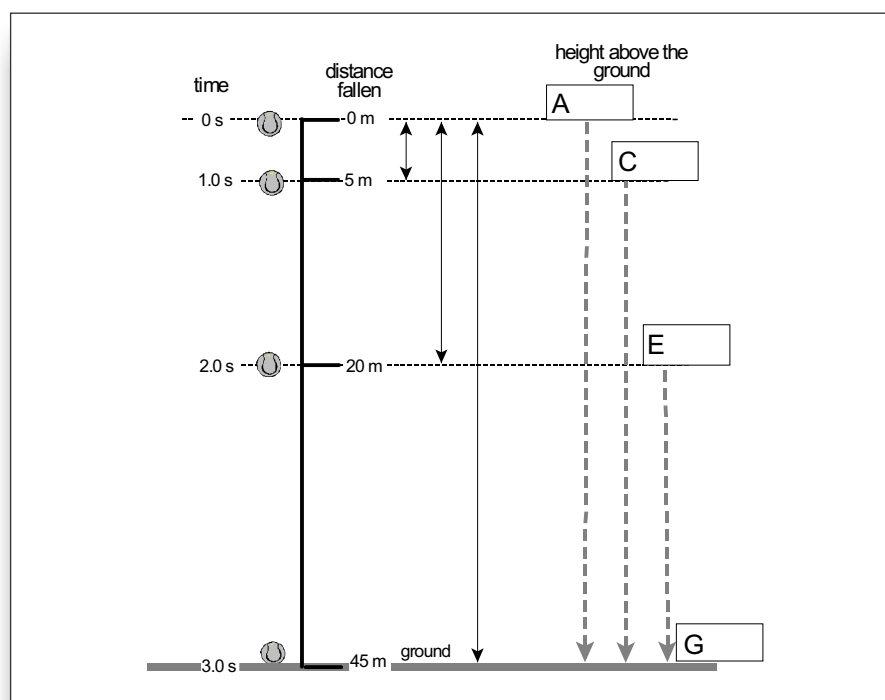 height above the
ground
distance
fallen
time
A
0 s
0 m
C
1.0 s
5 m
E
2.0 s
20 m
G
ground
3.0 s
45 m